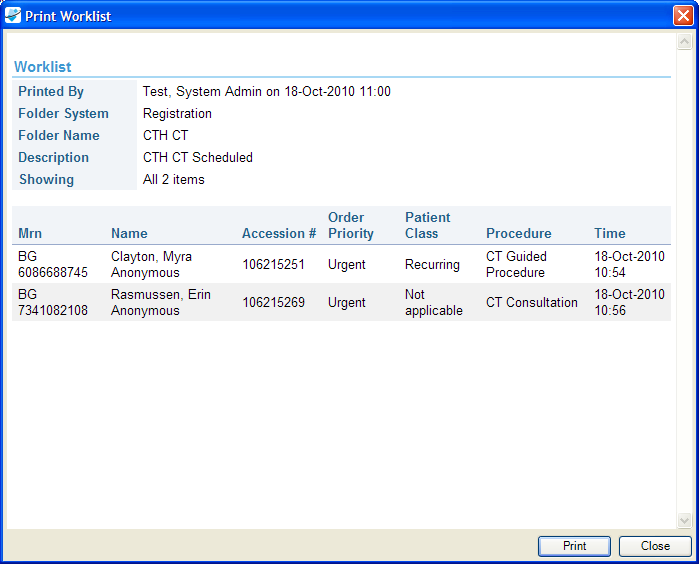 Print Worklist
Worklist
Printed By Test, System Admin on 18-Oct-2010 11:00
Folder System Registration
Folder Name CTH CT
Description CTH CT Scheduled
Showing All 2 items
Mrn Name Accession # Order Priority Patient Class Procedure Time
BG 6086688745 Clayton, Myra Anonymous 106215251 Urgent Recurring CT Guided Procedure 18-Oct-2010 10:54
BG 7341082108 Rasmussen, Erin Anonymous 106215269 Urgent Not applicable CT Consultation 18-Oct-2010 10:56
Print Close